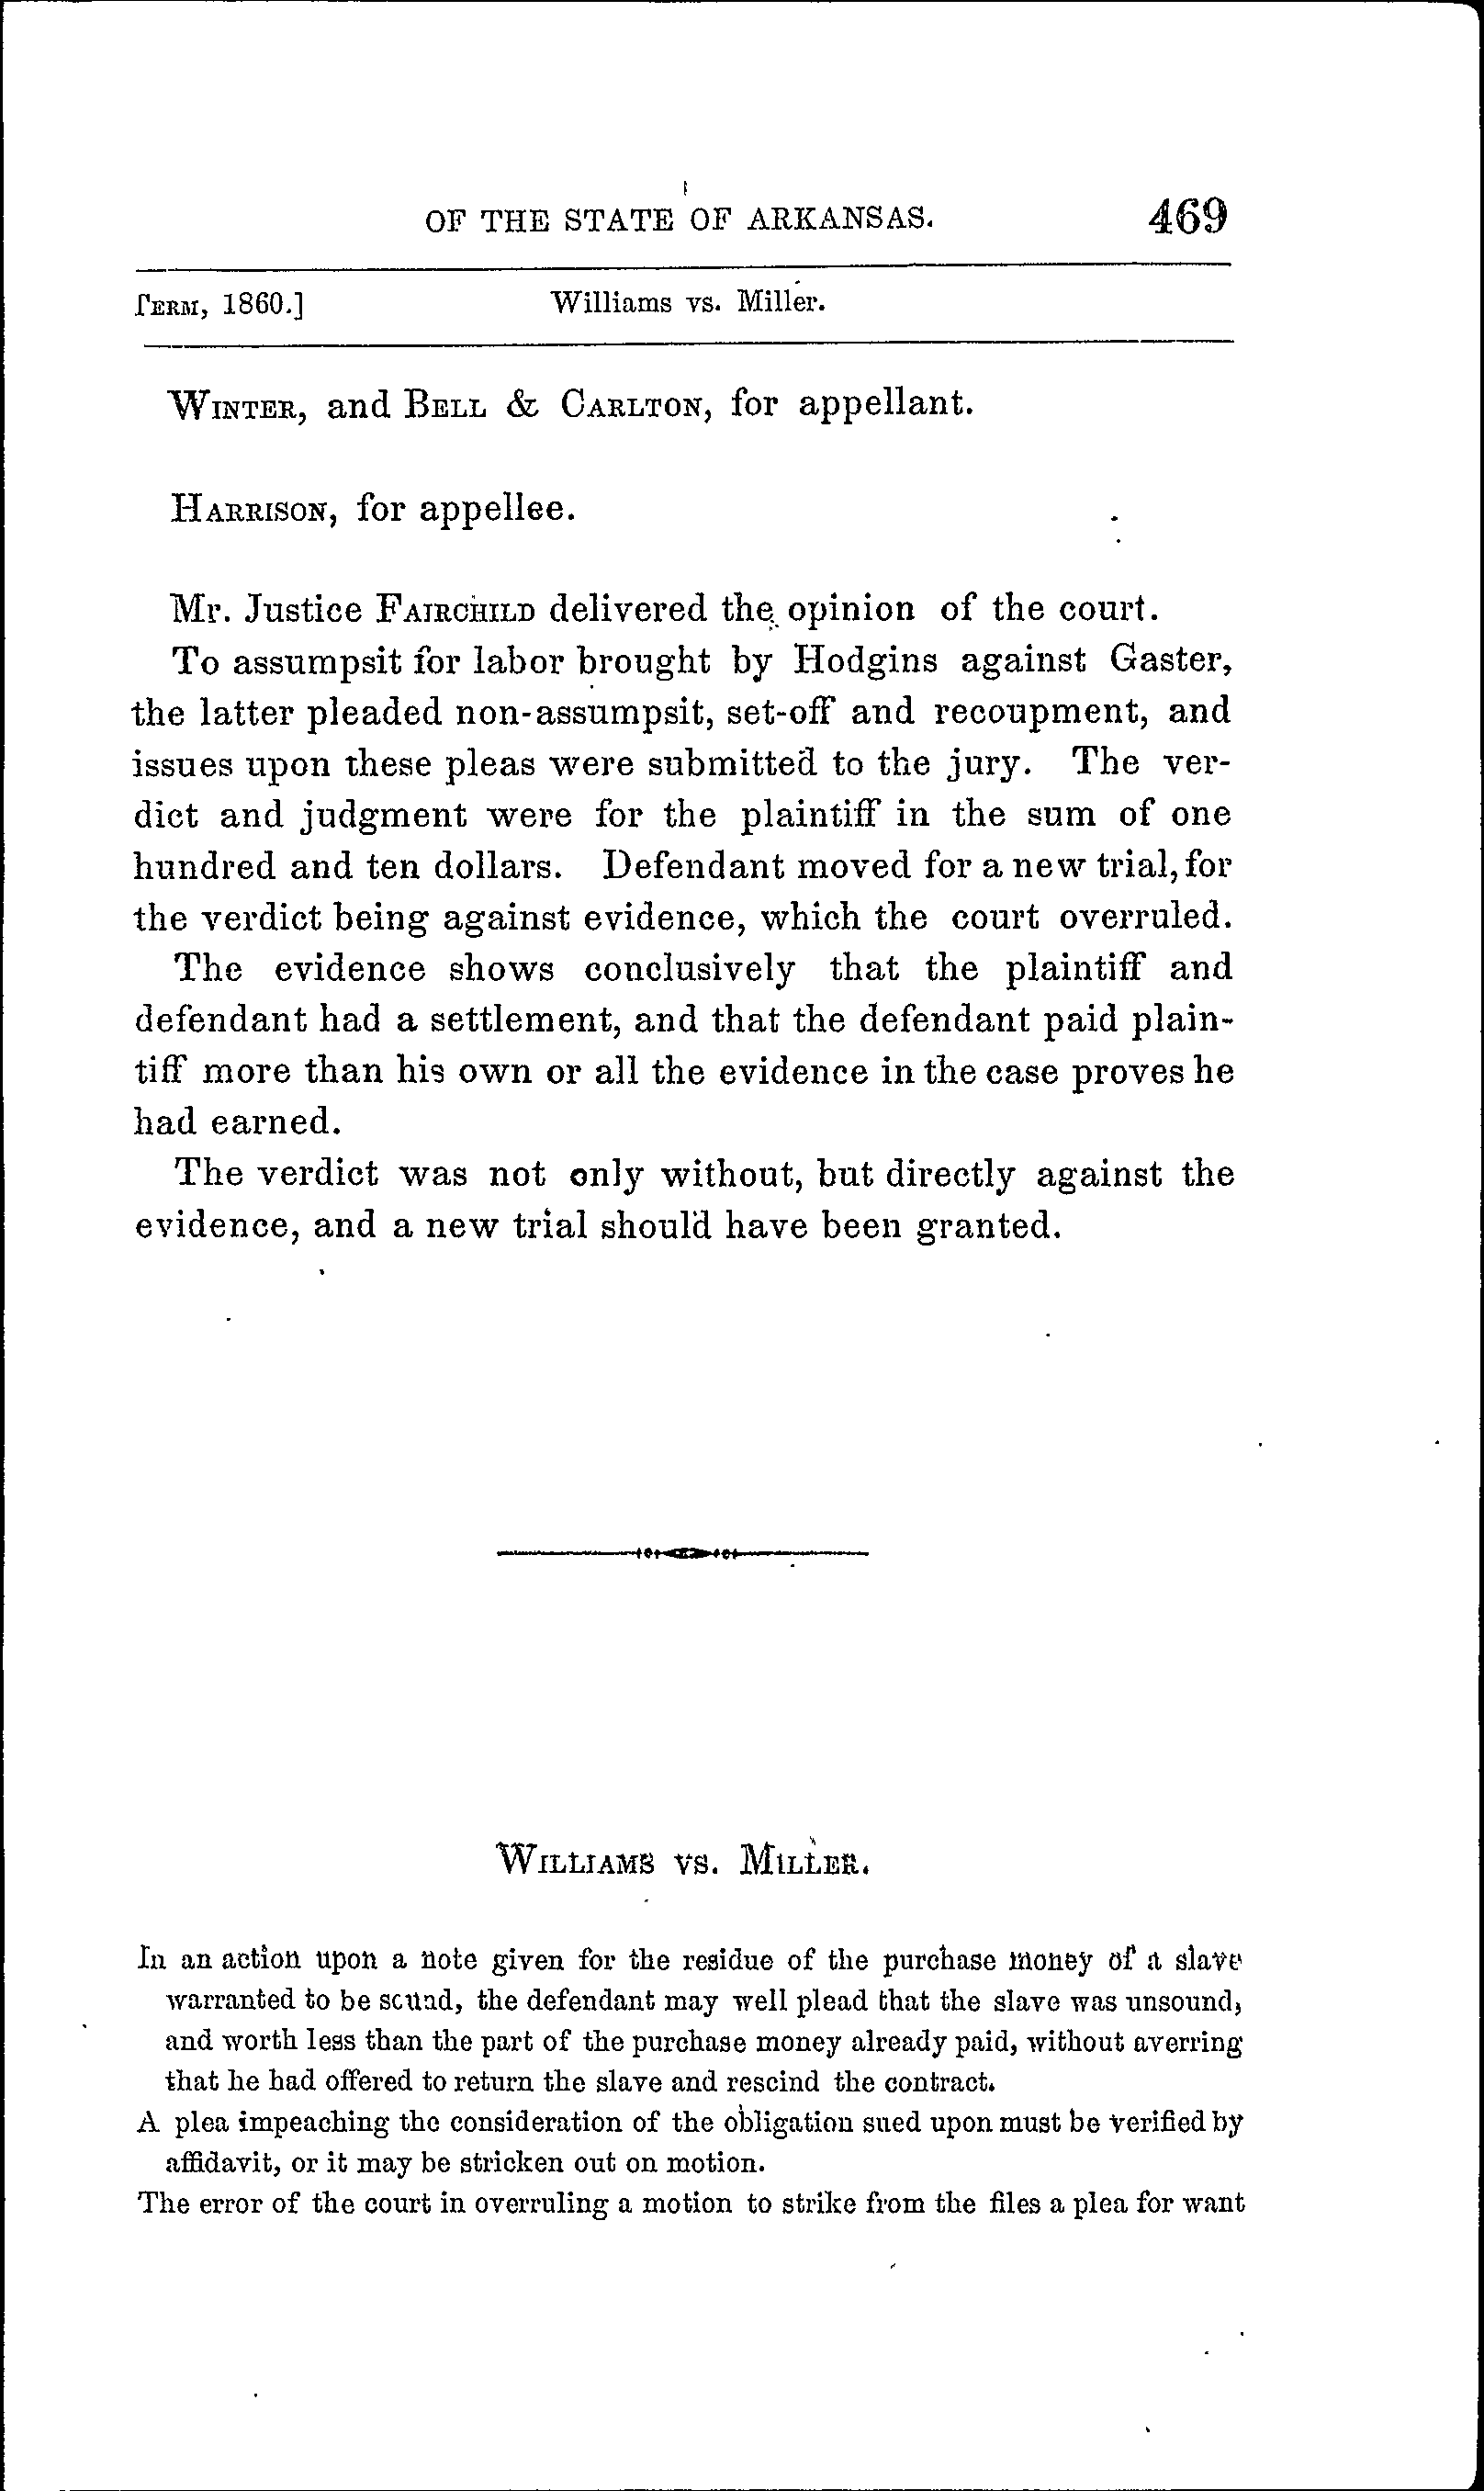 OF THE STATE OF ARKANSAS. 469
TERM, 1860.] Williams vs. Miller.
WINTER, and BELL & CARLTON, for appellant.
HARRISON, for appellee.
Mr. Justice FAIRCHILD delivered the opinion of the court.
To assumpsit for labor brought by Hodgins against Gaster,
the latter pleaded non-assumpsit, set-off and recoupment, and
issues upon these pleas were submitted to the jury. The ver-
dict and judgment were for the plaintiff in the sum of one
hundred and ten dollars. Defendant moved for a new trial, for
the verdict being against evidence, which the court overruled.
The evidence shows conclusively that the plaintiff and
defendant had a settlement, and that the defendant paid plain-
tiff more than his own or all the evidence in the case proves he
had earned.
The verdict was not only without, but directly against the
evidence, and a new trial should have been granted.
WILLIAMS vs. MILLER.
In an action upon a note given for the residue of the purchase money of a slave
warranted to be sound, the defendant may well plead that the slave was unsound,
and worth less than the part of the purchase money already paid, without averring
that he had offered to return the slave and rescind the contract.
A plea impeaching the consideration of the obligation sued upon must be verified by
affidavit, or it may be stricken out on motion.
The error of the court in overruling a motion to strike from the files a plea for want